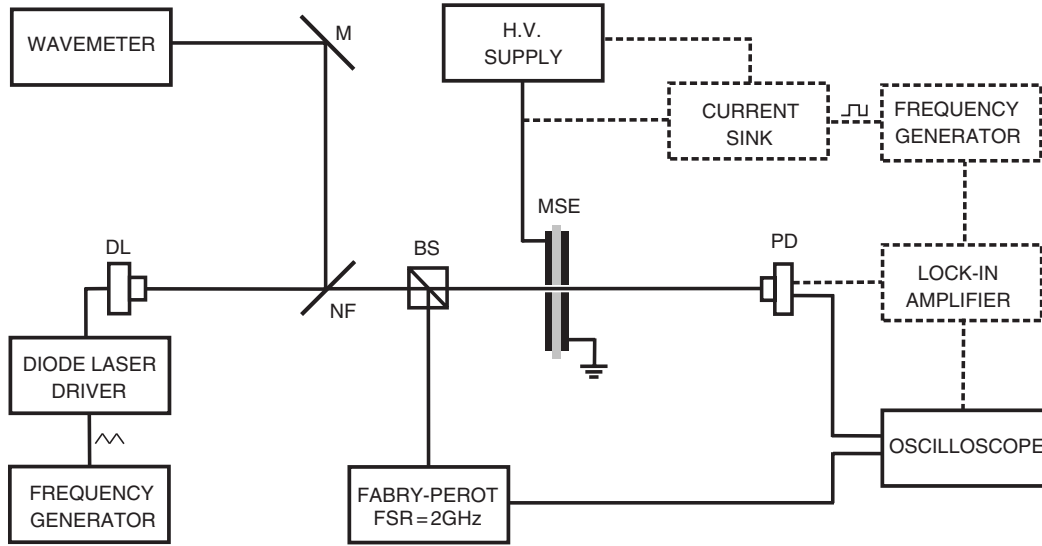 WAVEMETER
M
H.V.
SUPPLY
CURRENT
SINK
FREQUENCY
GENERATOR
MSE
DL
BS
PD
NF
LOCK-IN
AMPLIFIER
DIODE LASER
DRIVER
OSCILLOSCOPE
FREQUENCY
GENERATOR
FABRY-PEROT
FSR = 2GHz